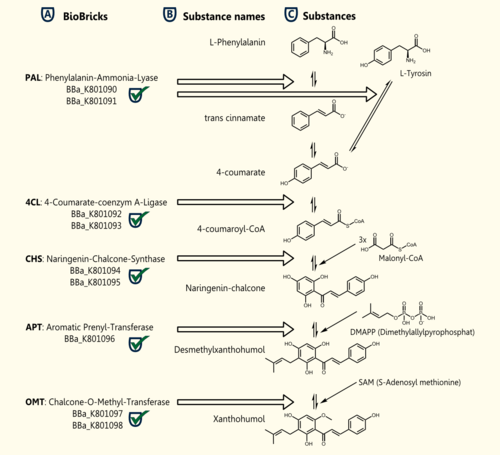 A BioBricks
B Substance names
C Substances
L-Phenylalanin
L-Tyrosin
PAL: Phenylalanin-Ammonia-Lyase
BBa_K801090
BBa_K801091
trans cinnamate
4-coumarate
4CL: 4-Coumarate-coenzym A-Ligase
BBa_K801092
BBa_K801093
4-coumaroyl-CoA
3x
Malonyl-CoA
CHS: Naringenin-Chalcone-Synthase
BBa_K801094
BBa_K801095
Naringenin-chalcone
DMAPP (Dimethylallylpyrophosphat)
APT: Aromatic Prenyl-Transferase
BBa_K801096
Desmethylxanthohumol
SAM (S-Adenosyl methionine)
OMT: Chalcone-O-Methyl-Transferase
BBa_K801097
BBa_K801098
Xanthohumol